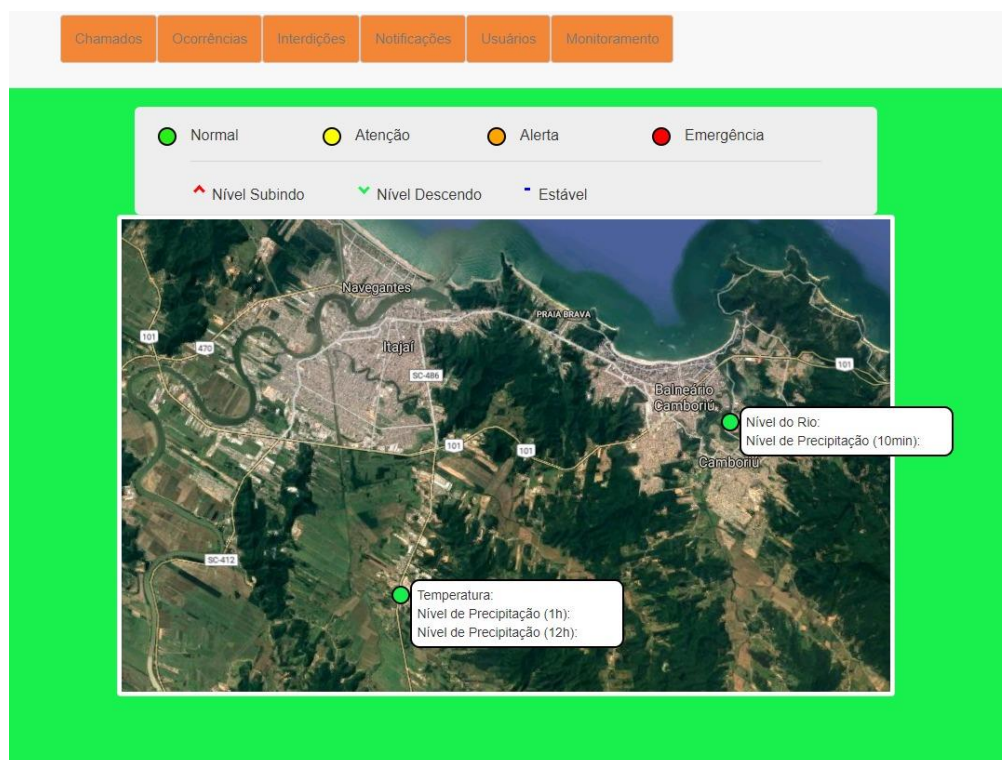 Chamados Ocorrências Interdições Notificações Usuários Monitoramento
Normal Atenção Alerta Emergência
Nível Subindo Nível Descendo Estável
Navegantes
PRAIA BRAVA
101
470
Itajaí
101
SC-486
Balneário
Camboriú
Nível do Rio:
Nível de Precipitação (10min):
101
101
Camboriú
SC-412
Temperatura:
Nível de Precipitação (1h):
Nível de Precipitação (12h):